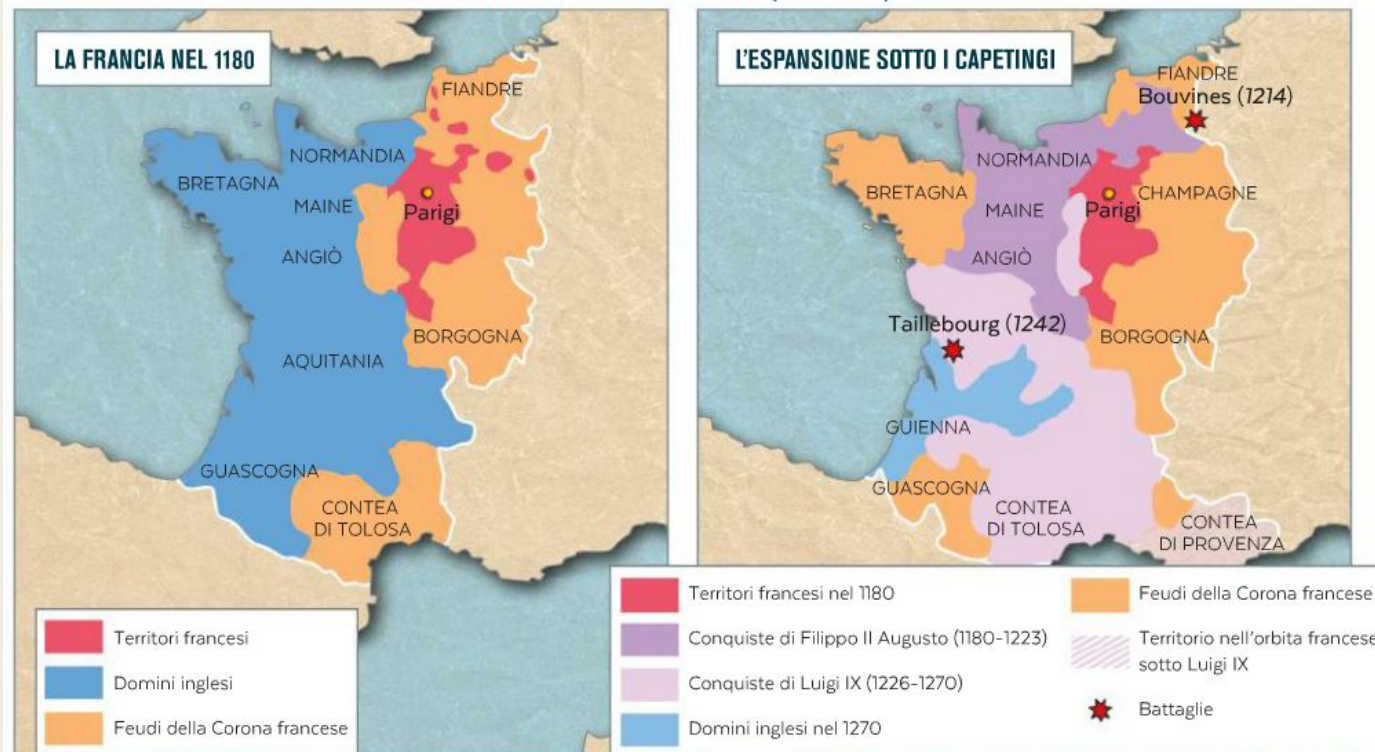 LA FRANCIA NEL 1180
FIANDRE
NORMANDIA
BRETAGNA
MAINE
Parigi
ANGIÒ
BORGOGNA
AQUITANIA
GUASCOGNA
CONTEA
DI TOLOSA
Territori francesi
Domini inglesi
Feudi della Corona francese
L'ESPANSIONE SOTTO I CAPETINGI
FIANDRE
Bouvines (1214)
NORMANDIA
BRETAGNA
CHAMPAGNE
MAINE
Parigi
ANGIÒ
Taillebourg (1242)
BORGOGNA
GUIENNA
GUASCOGNA
CONTEA
DI TOLOSA
CONTEA
DI PROVENZA
Territori francesi nel 1180
Conquiste di Filippo II Augusto (1180-1223)
Conquiste di Luigi IX (1226-1270)
Domini inglesi nel 1270
Feudi della Corona francese
Territorio nell'orbita francese
sotto Luigi IX
Battaglie